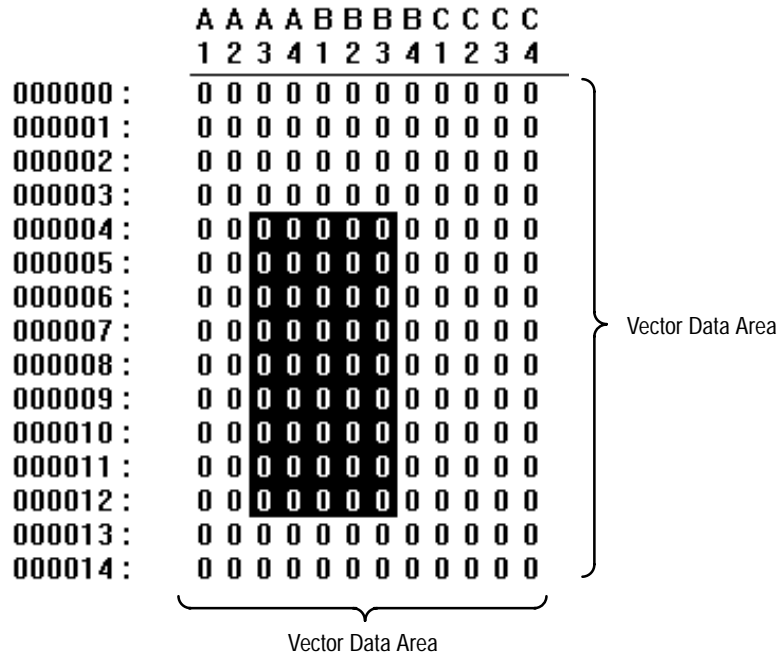 A A A A B B B B C C C C
1 2 3 4 1 2 3 4 1 2 3 4
000000 : 0 0 0 0 0 0 0 0 0 0 0 0
000001 : 0 0 0 0 0 0 0 0 0 0 0 0
000002 : 0 0 0 0 0 0 0 0 0 0 0 0
000003 : 0 0 0 0 0 0 0 0 0 0 0 0
000004 : 0 0 0 0 0 0 0 0 0 0 0 0
000005 : 0 0 0 0 0 0 0 0 0 0 0 0
000006 : 0 0 0 0 0 0 0 0 0 0 0 0
000007 : 0 0 0 0 0 0 0 0 0 0 0 0
Vector Data Area
000008 : 0 0 0 0 0 0 0 0 0 0 0 0
000009 : 0 0 0 0 0 0 0 0 0 0 0 0
000010 : 0 0 0 0 0 0 0 0 0 0 0 0
000011 : 0 0 0 0 0 0 0 0 0 0 0 0
000012 : 0 0 0 0 0 0 0 0 0 0 0 0
000013 : 0 0 0 0 0 0 0 0 0 0 0 0
000014 : 0 0 0 0 0 0 0 0 0 0 0 0
Vector Data Area